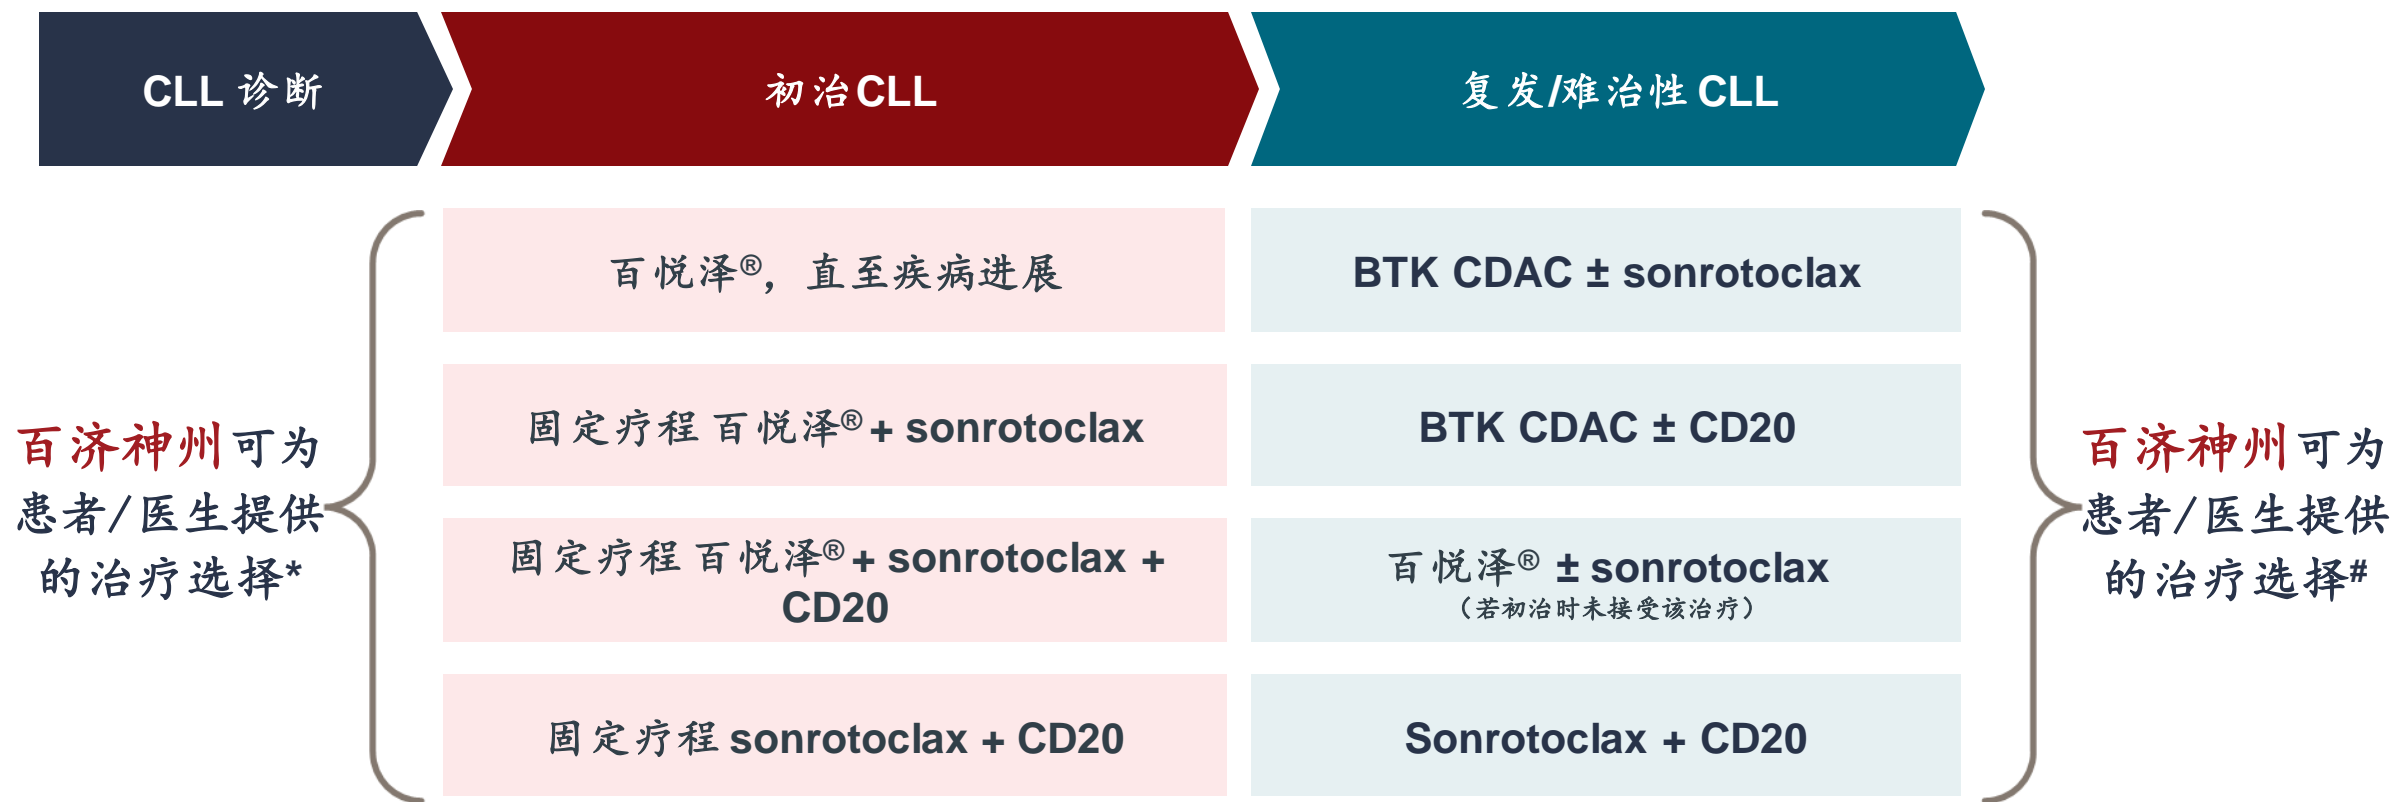 CLL 诊断
初治CLL
复发/难治性 CLL
百济神州可为
患者/医生提供
的治疗选择*
百悦泽®，直至疾病进展
BTK CDAC ± sonrotoclax
固定疗程 百悦泽® + sonrotoclax
BTK CDAC ± CD20
固定疗程 百悦泽® + sonrotoclax +
CD20
百悦泽® ± sonrotoclax
（若初治时未接受该治疗）
固定疗程 sonrotoclax + CD20
Sonrotoclax + CD20
百济神州可为
患者/医生提供
的治疗选择#